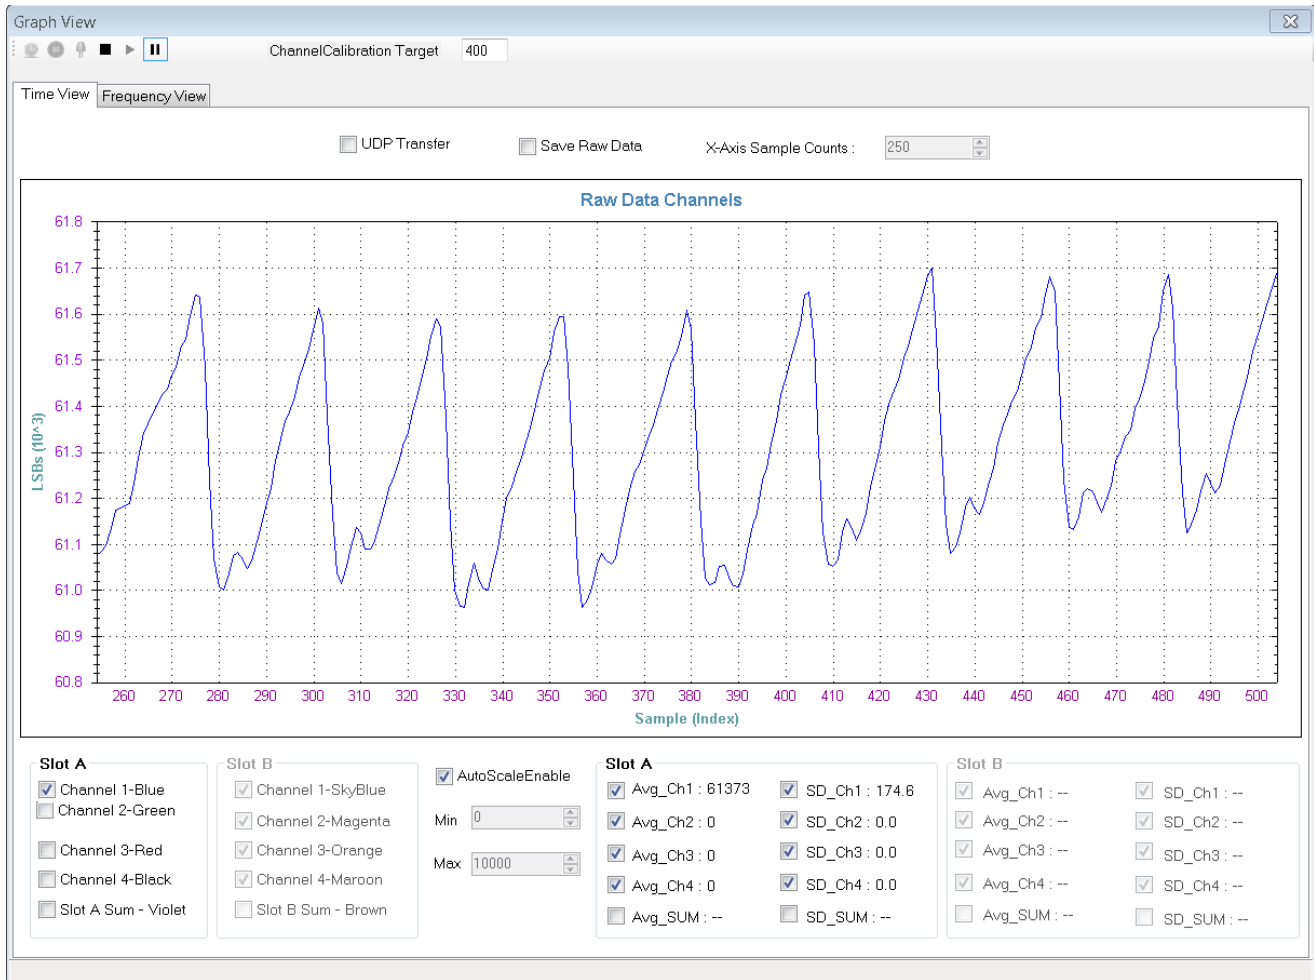 Graph View
ChannelCalibration Target 400
Time View Frequency View
UDP Transfer Save Raw Data X-Axis Sample Counts : 250
Raw Data Channels
61.8
61.7
61.6
61.5
61.4
61.3
61.2
61.1
61.0
60.9
60.8
LSBs (10^3)
260 270 280 290 300 310 320 330 340 350 360 370 380 390 400 410 420 430 440 450 460 470 480 490 500
Sample (Index)
Slot A
Channel 1-Blue
Channel 2-Green
Channel 3-Red
Channel 4-Black
Slot A Sum - Violet
Slot B
Channel 1-SkyBlue
Channel 2-Magenta
Channel 3-Orange
Channel 4-Maroon
Slot B Sum - Brown
AutoScaleEnable
Min 0
Max 10000
Slot A
Avg_Ch1 : 61373 SD_Ch1 : 174.6
Avg_Ch2 : 0 SD_Ch2 : 0.0
Avg_Ch3 : 0 SD_Ch3 : 0.0
Avg_Ch4 : 0 SD_Ch4 : 0.0
Avg_SUM : -- SD_SUM : --
Slot B
Avg_Ch1 : -- SD_Ch1 : --
Avg_Ch2 : -- SD_Ch2 : --
Avg_Ch3 : -- SD_Ch3 : --
Avg_Ch4 : -- SD_Ch4 : --
Avg_SUM : -- SD_SUM : --